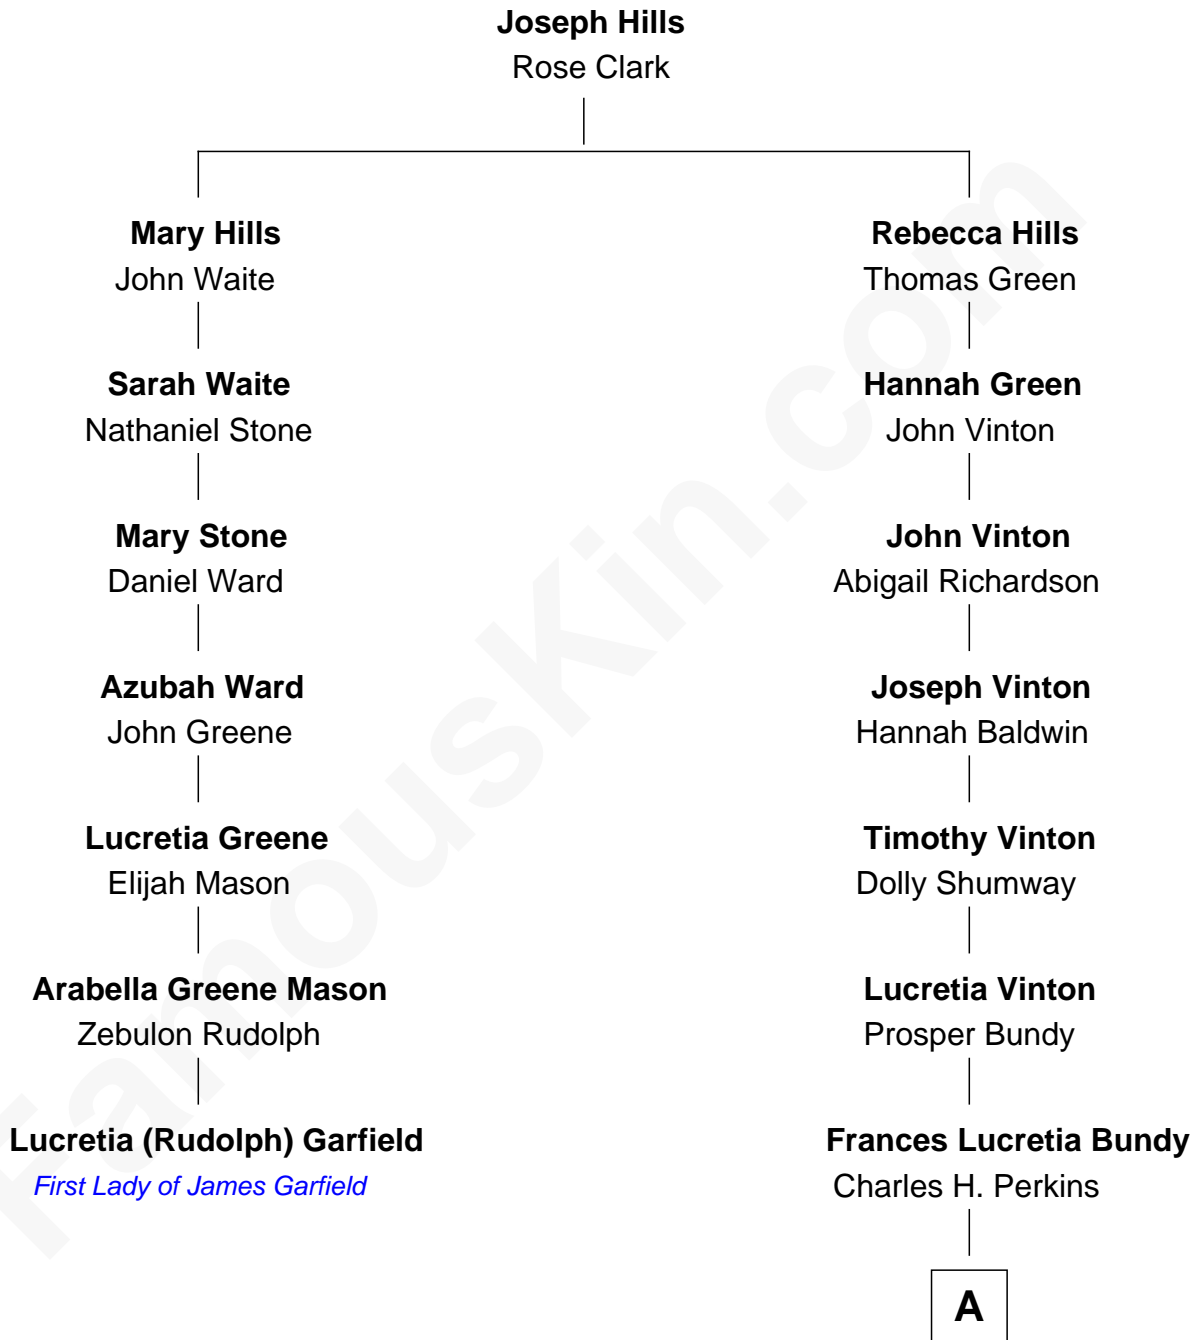 Joseph Hills
Rose Clark
Mary Hills
John Waite
Rebecca Hills
Thomas Green
Sarah Waite
Nathaniel Stone
Hannah Green
John Vinton
Mary Stone
Daniel Ward
John Vinton
Abigail Richardson
Azubah Ward
John Greene
Joseph Vinton
Hannah Baldwin
Lucretia Greene
Elijah Mason
Timothy Vinton
Dolly Shumway
Arabella Greene Mason
Zebulon Rudolph
Lucretia Vinton
Prosper Bundy
Lucretia (Rudolph) Garfield
First Lady of James Garfield
Frances Lucretia Bundy
Charles H. Perkins
A
FamousKin.com